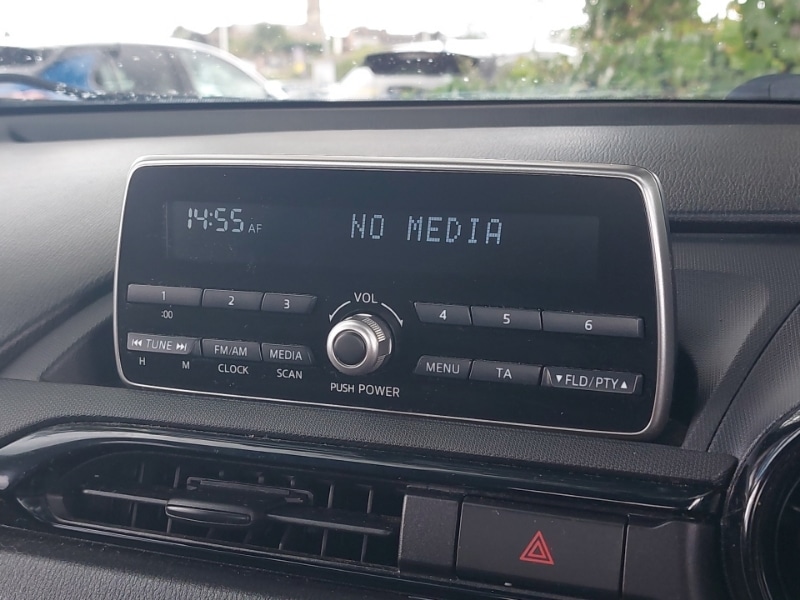 14:55 AF NO MEDIA
1 2 3 VOL 4 5 6
:00
⏮ TUNE ⏭ FM/AM MEDIA MENU TA ▼FLD/PTY▲
H M CLOCK SCAN
PUSH POWER